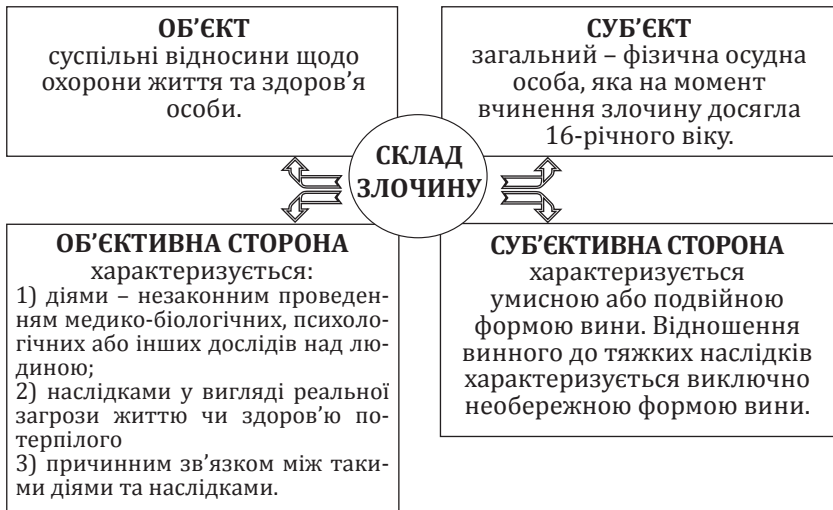 ОБ’ЄКТ
суспільні відносини щодо
охорони життя та здоров’я
особи.
СУБ’ЄКТ
загальний – фізична осудна
особа, яка на момент
вчинення злочину досягла
16-річного віку.
СКЛАД
ЗЛОЧИНУ
ОБ’ЄКТИВНА СТОРОНА
характеризується:
1) діями – незаконним проведен-
ням медико-біологічних, психоло-
гічних або інших дослідів над лю-
диною;
2) наслідками у вигляді реальної
загрози життю чи здоров’ю по-
терпілого
3) причинним зв’язком між таки-
ми діями та наслідками.
СУБ’ЄКТИВНА СТОРОНА
характеризується
умисною або подвійною
формою вини. Відношення
винного до тяжких наслідків
характеризується виключно
необережною формою вини.